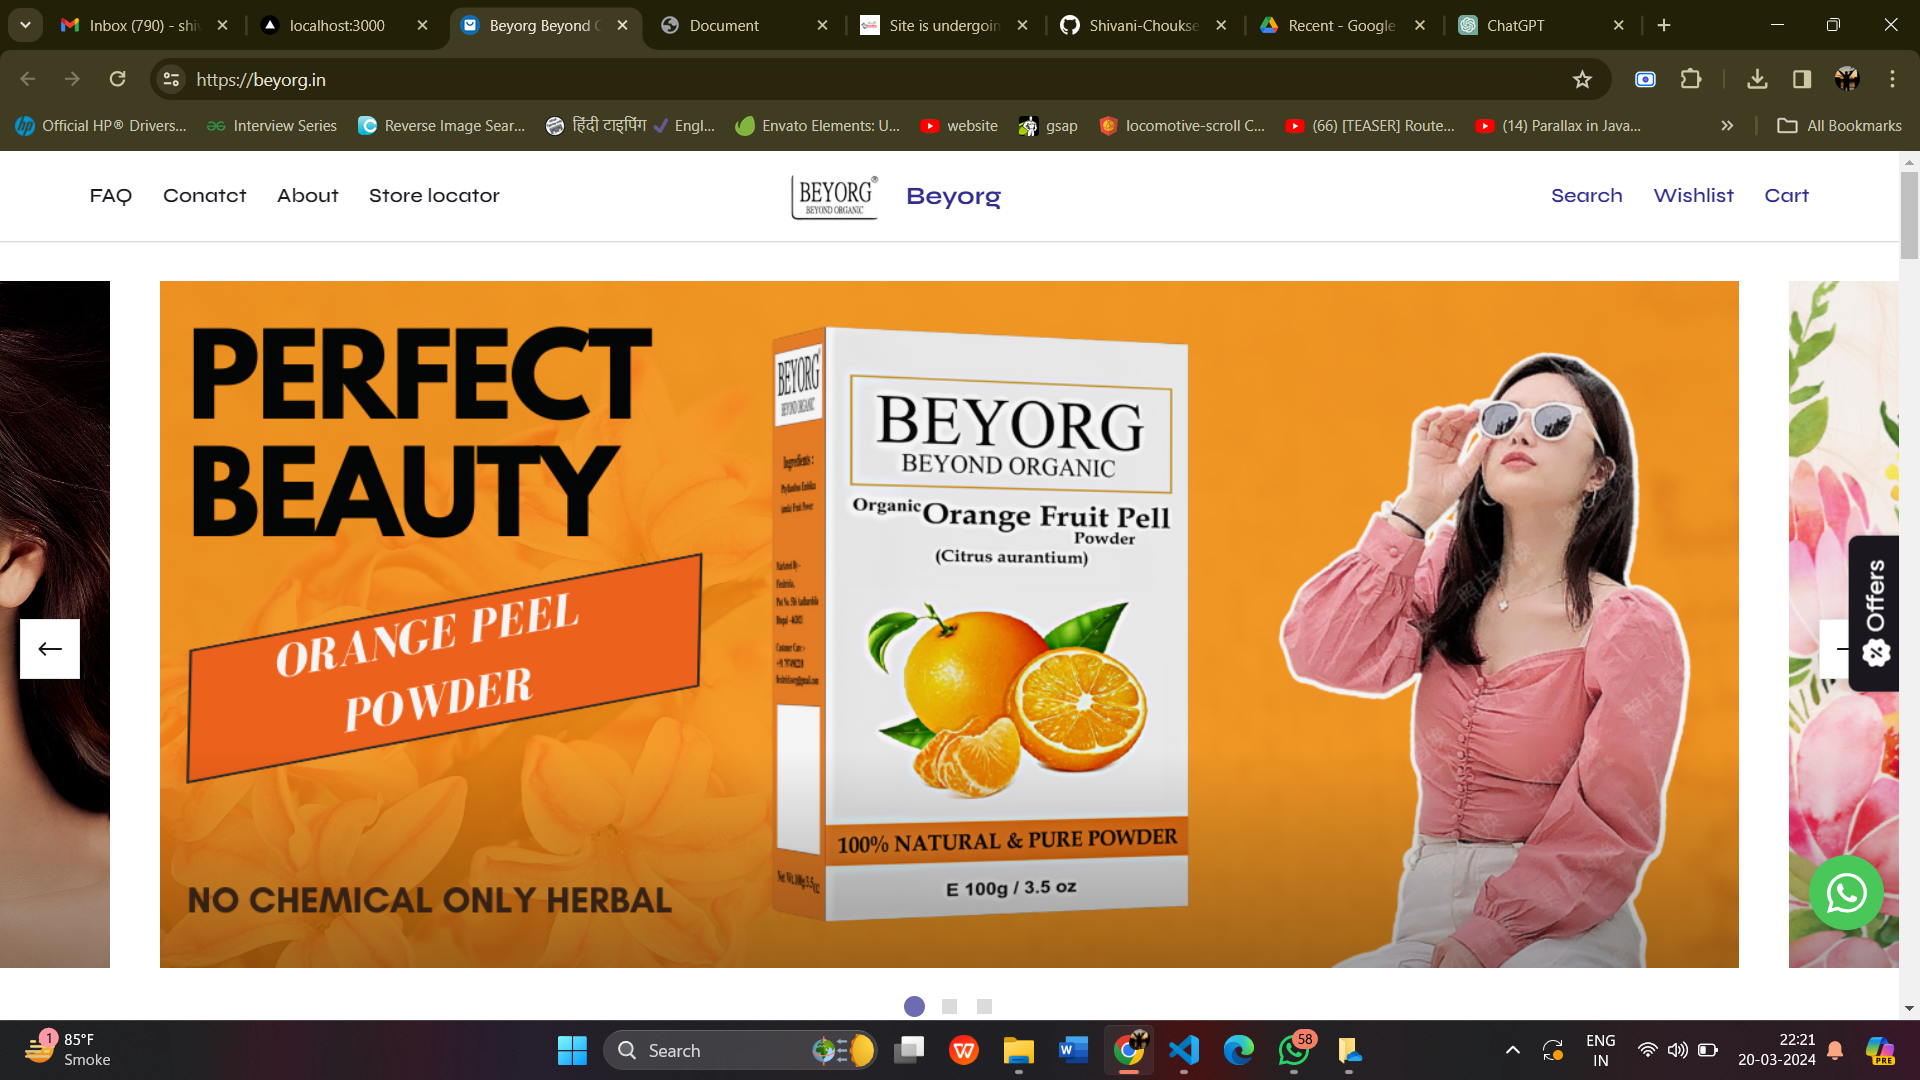 Inbox (790) - shiv
localhost:3000
Beyorg Beyond O
Document
Site is undergoin
Shivani-Choukse
Recent - Google
ChatGPT
https://beyorg.in
Official HP® Drivers...
Interview Series
Reverse Image Sear...
हिंदी टाइपिंग ✓ Engl...
Envato Elements: U...
website
gsap
locomotive-scroll C...
(66) [TEASER] Route...
(14) Parallax in Java...
All Bookmarks
FAQ
Conatct
About
Store locator
BEYORG®
BEYOND ORGANIC
Beyorg
Search
Wishlist
Cart
PERFECT
BEAUTY
ORANGE PEEL
POWDER
NO CHEMICAL ONLY HERBAL
BEYORG
BEYOND ORGANIC
Ingredients :
BEYORG
BEYOND ORGANIC
Organic Orange Fruit Pell
Powder
(Citrus aurantium)
100% NATURAL & PURE POWDER
E 100g / 3.5 oz
Offers
1
85°F
Smoke
Search
58
ENG
IN
22:21
20-03-2024
PRE